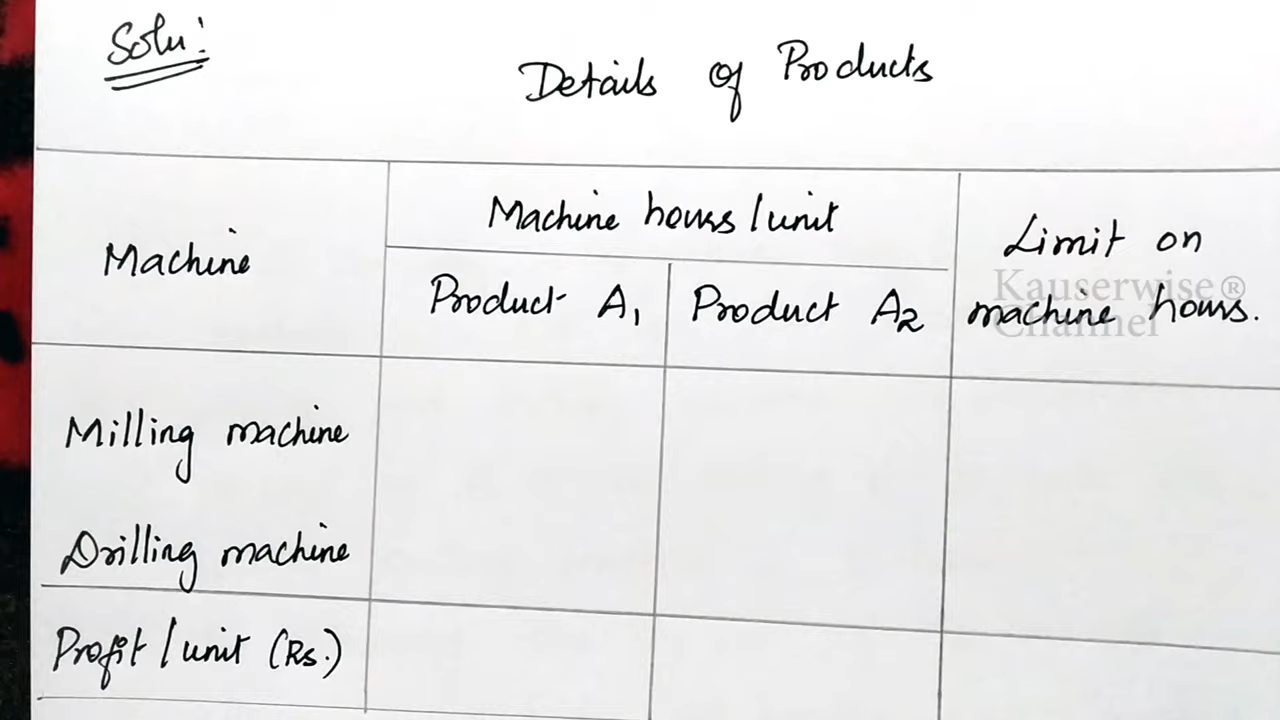 Soln:
Details of Products
Machine
Machine hours/unit
Product A1
Product A2
Limit on
machine hours.
Kauserwise®
Channel
Milling machine
Drilling machine
Profit/unit (Rs.)